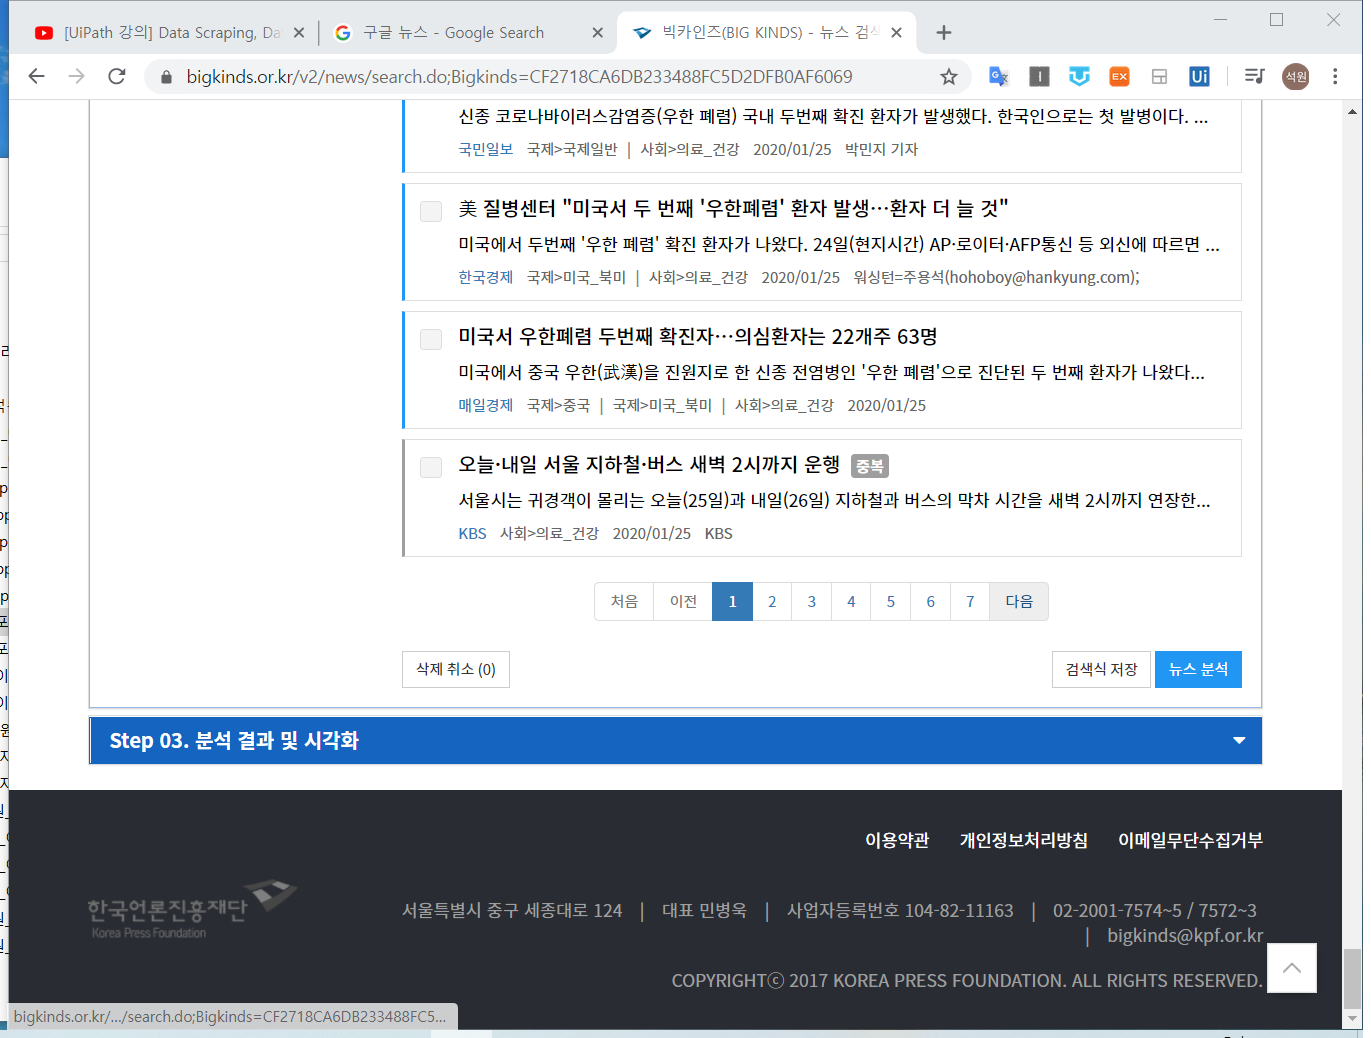 [UiPath 강의] Data Scraping, Da
구글 뉴스 - Google Search
빅카인즈(BIG KINDS) - 뉴스 검색
bigkinds.or.kr/v2/news/search.do;Bigkinds=CF2718CA6DB233488FC5D2DFB0AF6069
EX
Ui
석원
신종 코로나바이러스감염증(우한 폐렴) 국내 두번째 확진 환자가 발생했다. 한국인으로는 첫 발병이다. ...
국민일보 국제>국제일반 | 사회>의료_건강 2020/01/25 박민지 기자
美 질병센터 "미국서 두 번째 '우한폐렴' 환자 발생…환자 더 늘 것"
미국에서 두번째 '우한 폐렴' 확진 환자가 나왔다. 24일(현지시간) AP·로이터·AFP통신 등 외신에 따르면 ...
한국경제 국제>미국_북미 | 사회>의료_건강 2020/01/25 워싱턴=주용석(hohoboy@hankyung.com);
미국서 우한폐렴 두번째 확진자…의심환자는 22개주 63명
미국에서 중국 우한(武漢)을 진원지로 한 신종 전염병인 '우한 폐렴'으로 진단된 두 번째 환자가 나왔다...
매일경제 국제>중국 | 국제>미국_북미 | 사회>의료_건강 2020/01/25
오늘·내일 서울 지하철·버스 새벽 2시까지 운행 중복
서울시는 귀경객이 몰리는 오늘(25일)과 내일(26일) 지하철과 버스의 막차 시간을 새벽 2시까지 연장한...
KBS 사회>의료_건강 2020/01/25 KBS
처음 이전 1 2 3 4 5 6 7 다음
삭제 취소 (0) 검색식 저장 뉴스 분석
Step 03. 분석 결과 및 시각화
이용약관 개인정보처리방침 이메일무단수집거부
한국언론진흥재단
Korea Press Foundation
서울특별시 중구 세종대로 124 | 대표 민병욱 | 사업자등록번호 104-82-11163 | 02-2001-7574~5 / 7572~3
| bigkinds@kpf.or.kr
COPYRIGHTⓒ 2017 KOREA PRESS FOUNDATION. ALL RIGHTS RESERVED.
bigkinds.or.kr/.../search.do;Bigkinds=CF2718CA6DB233488FC5...